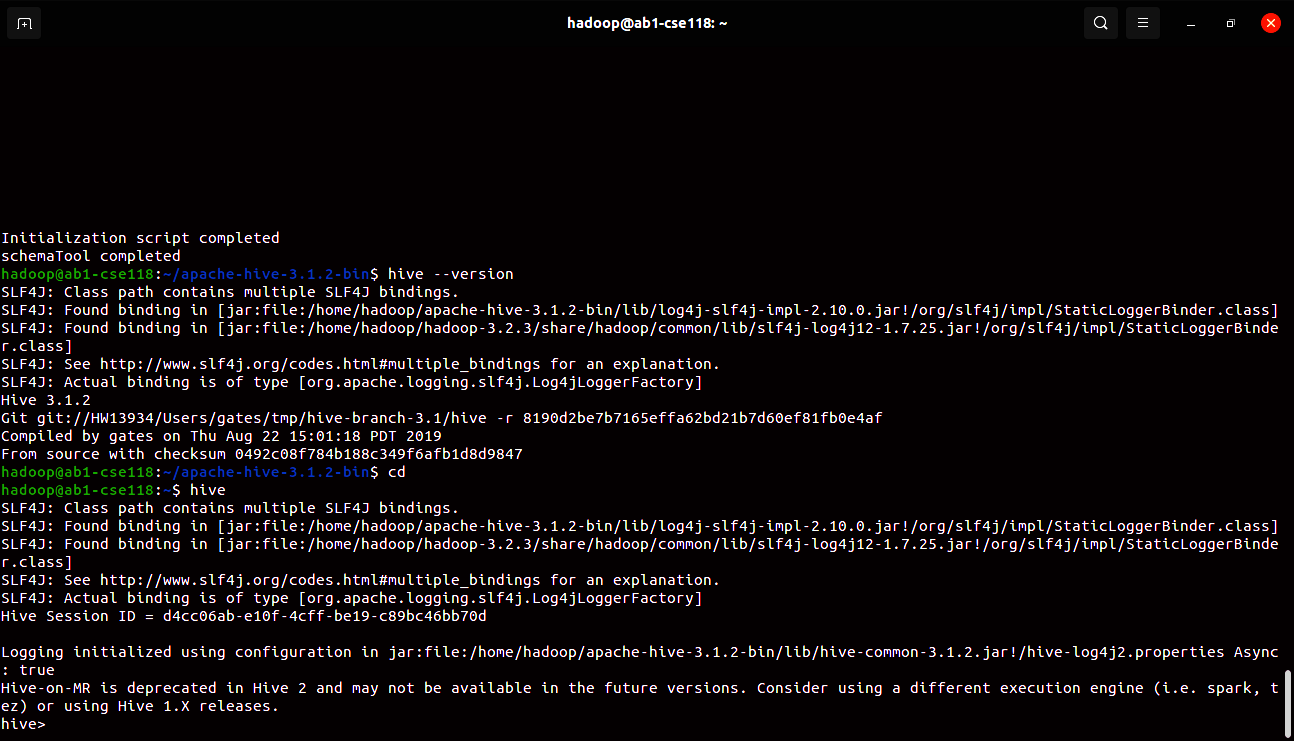 hadoop@ab1-cse118: ~
Initialization script completed
schemaTool completed
hadoop@ab1-cse118:~/apache-hive-3.1.2-bin$ hive --version
SLF4J: Class path contains multiple SLF4J bindings.
SLF4J: Found binding in [jar:file:/home/hadoop/apache-hive-3.1.2-bin/lib/log4j-slf4j-impl-2.10.0.jar!/org/slf4j/impl/StaticLoggerBinder.class]
SLF4J: Found binding in [jar:file:/home/hadoop/hadoop-3.2.3/share/hadoop/common/lib/slf4j-log4j12-1.7.25.jar!/org/slf4j/impl/StaticLoggerBinde
r.class]
SLF4J: See http://www.slf4j.org/codes.html#multiple_bindings for an explanation.
SLF4J: Actual binding is of type [org.apache.logging.slf4j.Log4jLoggerFactory]
Hive 3.1.2
Git git://HW13934/Users/gates/tmp/hive-branch-3.1/hive -r 8190d2be7b7165effa62bd21b7d60ef81fb0e4af
Compiled by gates on Thu Aug 22 15:01:18 PDT 2019
From source with checksum 0492c08f784b188c349f6afb1d8d9847
hadoop@ab1-cse118:~/apache-hive-3.1.2-bin$ cd
hadoop@ab1-cse118:~$ hive
SLF4J: Class path contains multiple SLF4J bindings.
SLF4J: Found binding in [jar:file:/home/hadoop/apache-hive-3.1.2-bin/lib/log4j-slf4j-impl-2.10.0.jar!/org/slf4j/impl/StaticLoggerBinder.class]
SLF4J: Found binding in [jar:file:/home/hadoop/hadoop-3.2.3/share/hadoop/common/lib/slf4j-log4j12-1.7.25.jar!/org/slf4j/impl/StaticLoggerBinde
r.class]
SLF4J: See http://www.slf4j.org/codes.html#multiple_bindings for an explanation.
SLF4J: Actual binding is of type [org.apache.logging.slf4j.Log4jLoggerFactory]
Hive Session ID = d4cc06ab-e10f-4cff-be19-c89bc46bb70d
Logging initialized using configuration in jar:file:/home/hadoop/apache-hive-3.1.2-bin/lib/hive-common-3.1.2.jar!/hive-log4j2.properties Async
: true
Hive-on-MR is deprecated in Hive 2 and may not be available in the future versions. Consider using a different execution engine (i.e. spark, t
ez) or using Hive 1.X releases.
hive>